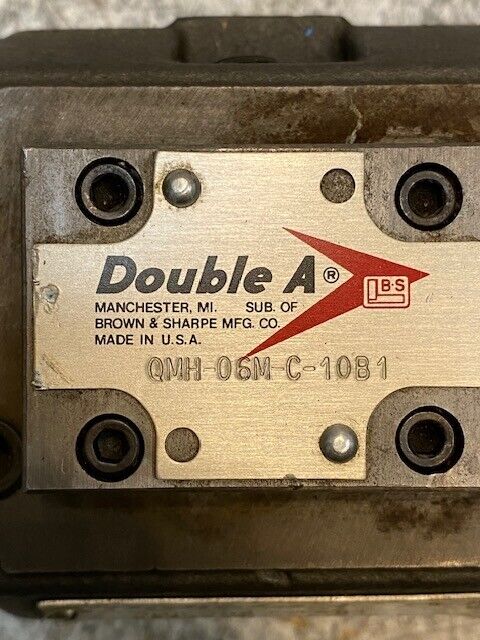 Double A®
B·S
MANCHESTER, MI. SUB. OF
BROWN & SHARPE MFG. CO.
MADE IN U.S.A.
QMH-06M-C-10B1